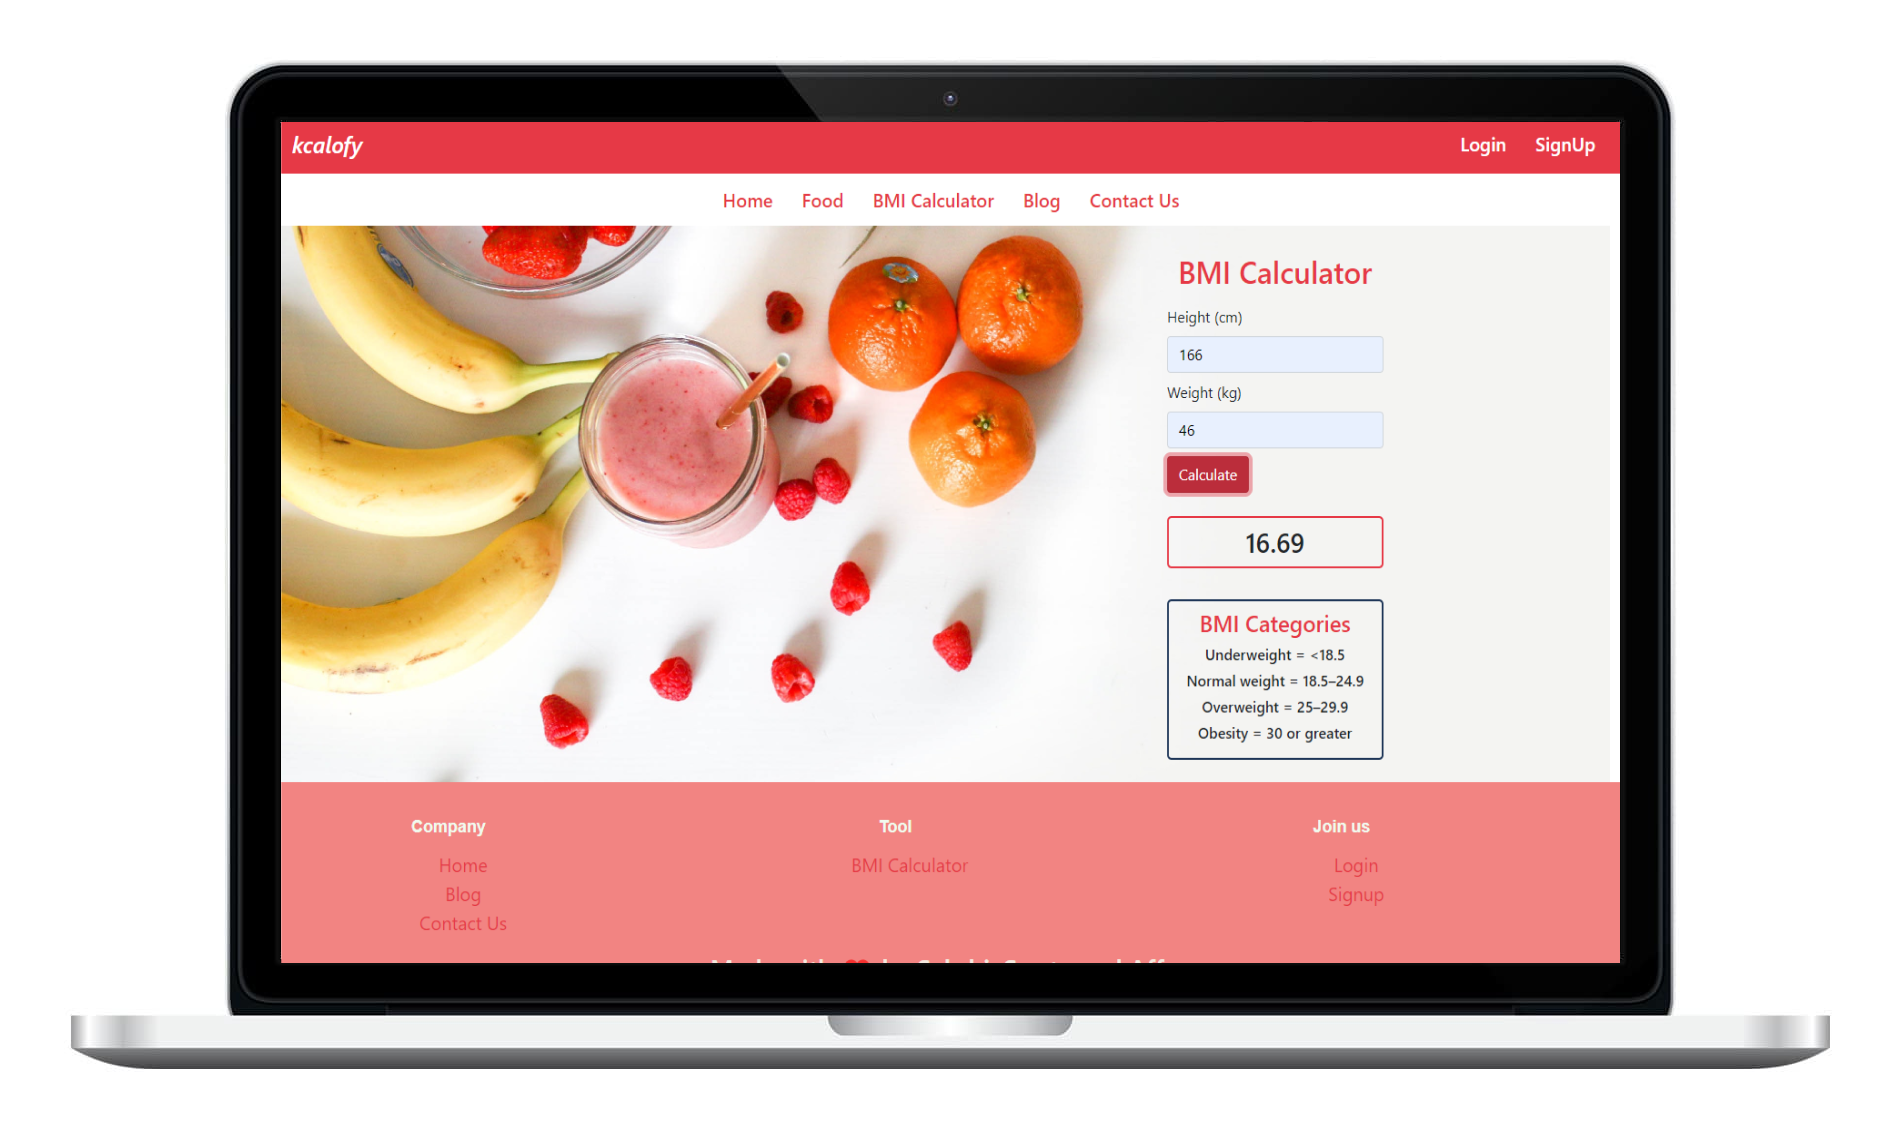 kcalofy
Login SignUp
Home Food BMI Calculator Blog Contact Us
BMI Calculator
Height (cm)
166
Weight (kg)
46
Calculate
16.69
BMI Categories
Underweight = <18.5
Normal weight = 18.5–24.9
Overweight = 25–29.9
Obesity = 30 or greater
Company Tool Join us
Home BMI Calculator Login
Blog Signup
Contact Us